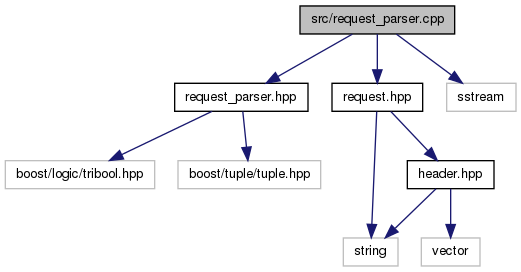 src/request_parser.cpp
request_parser.hpp
request.hpp
sstream
boost/logic/tribool.hpp
boost/tuple/tuple.hpp
header.hpp
string
vector